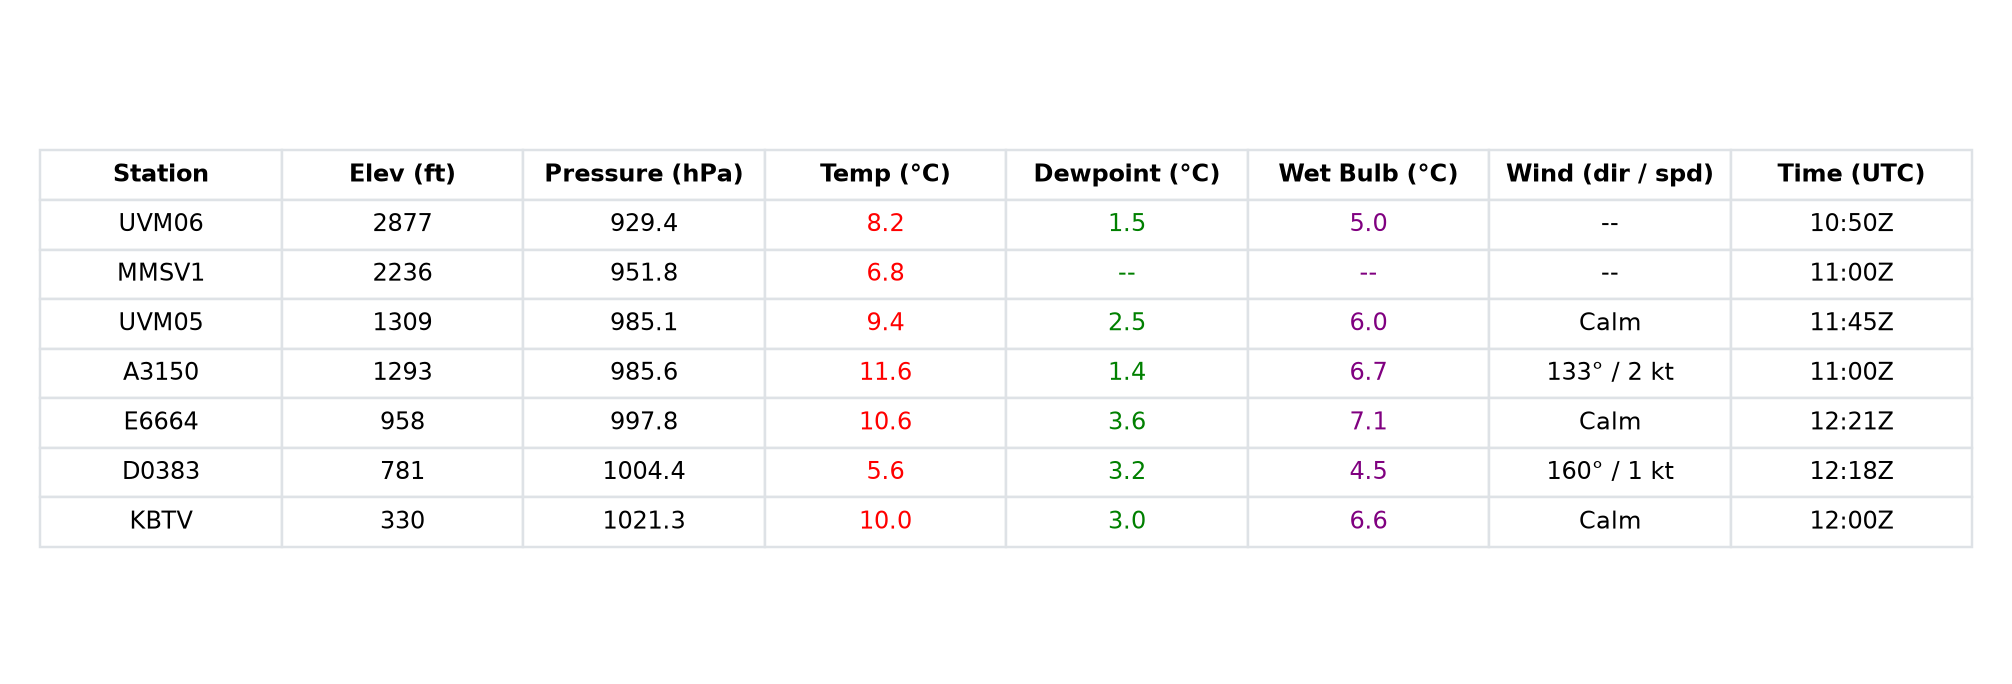 Station Elev (ft) Pressure (hPa) Temp (°C) Dewpoint (°C) Wet Bulb (°C) Wind (dir / spd) Time (UTC)
UVM06 2877 929.4 8.2 1.5 5.0 -- 10:50Z
MMSV1 2236 951.8 6.8 -- -- -- 11:00Z
UVM05 1309 985.1 9.4 2.5 6.0 Calm 11:45Z
A3150 1293 985.6 11.6 1.4 6.7 133° / 2 kt 11:00Z
E6664 958 997.8 10.6 3.6 7.1 Calm 12:21Z
D0383 781 1004.4 5.6 3.2 4.5 160° / 1 kt 12:18Z
KBTV 330 1021.3 10.0 3.0 6.6 Calm 12:00Z